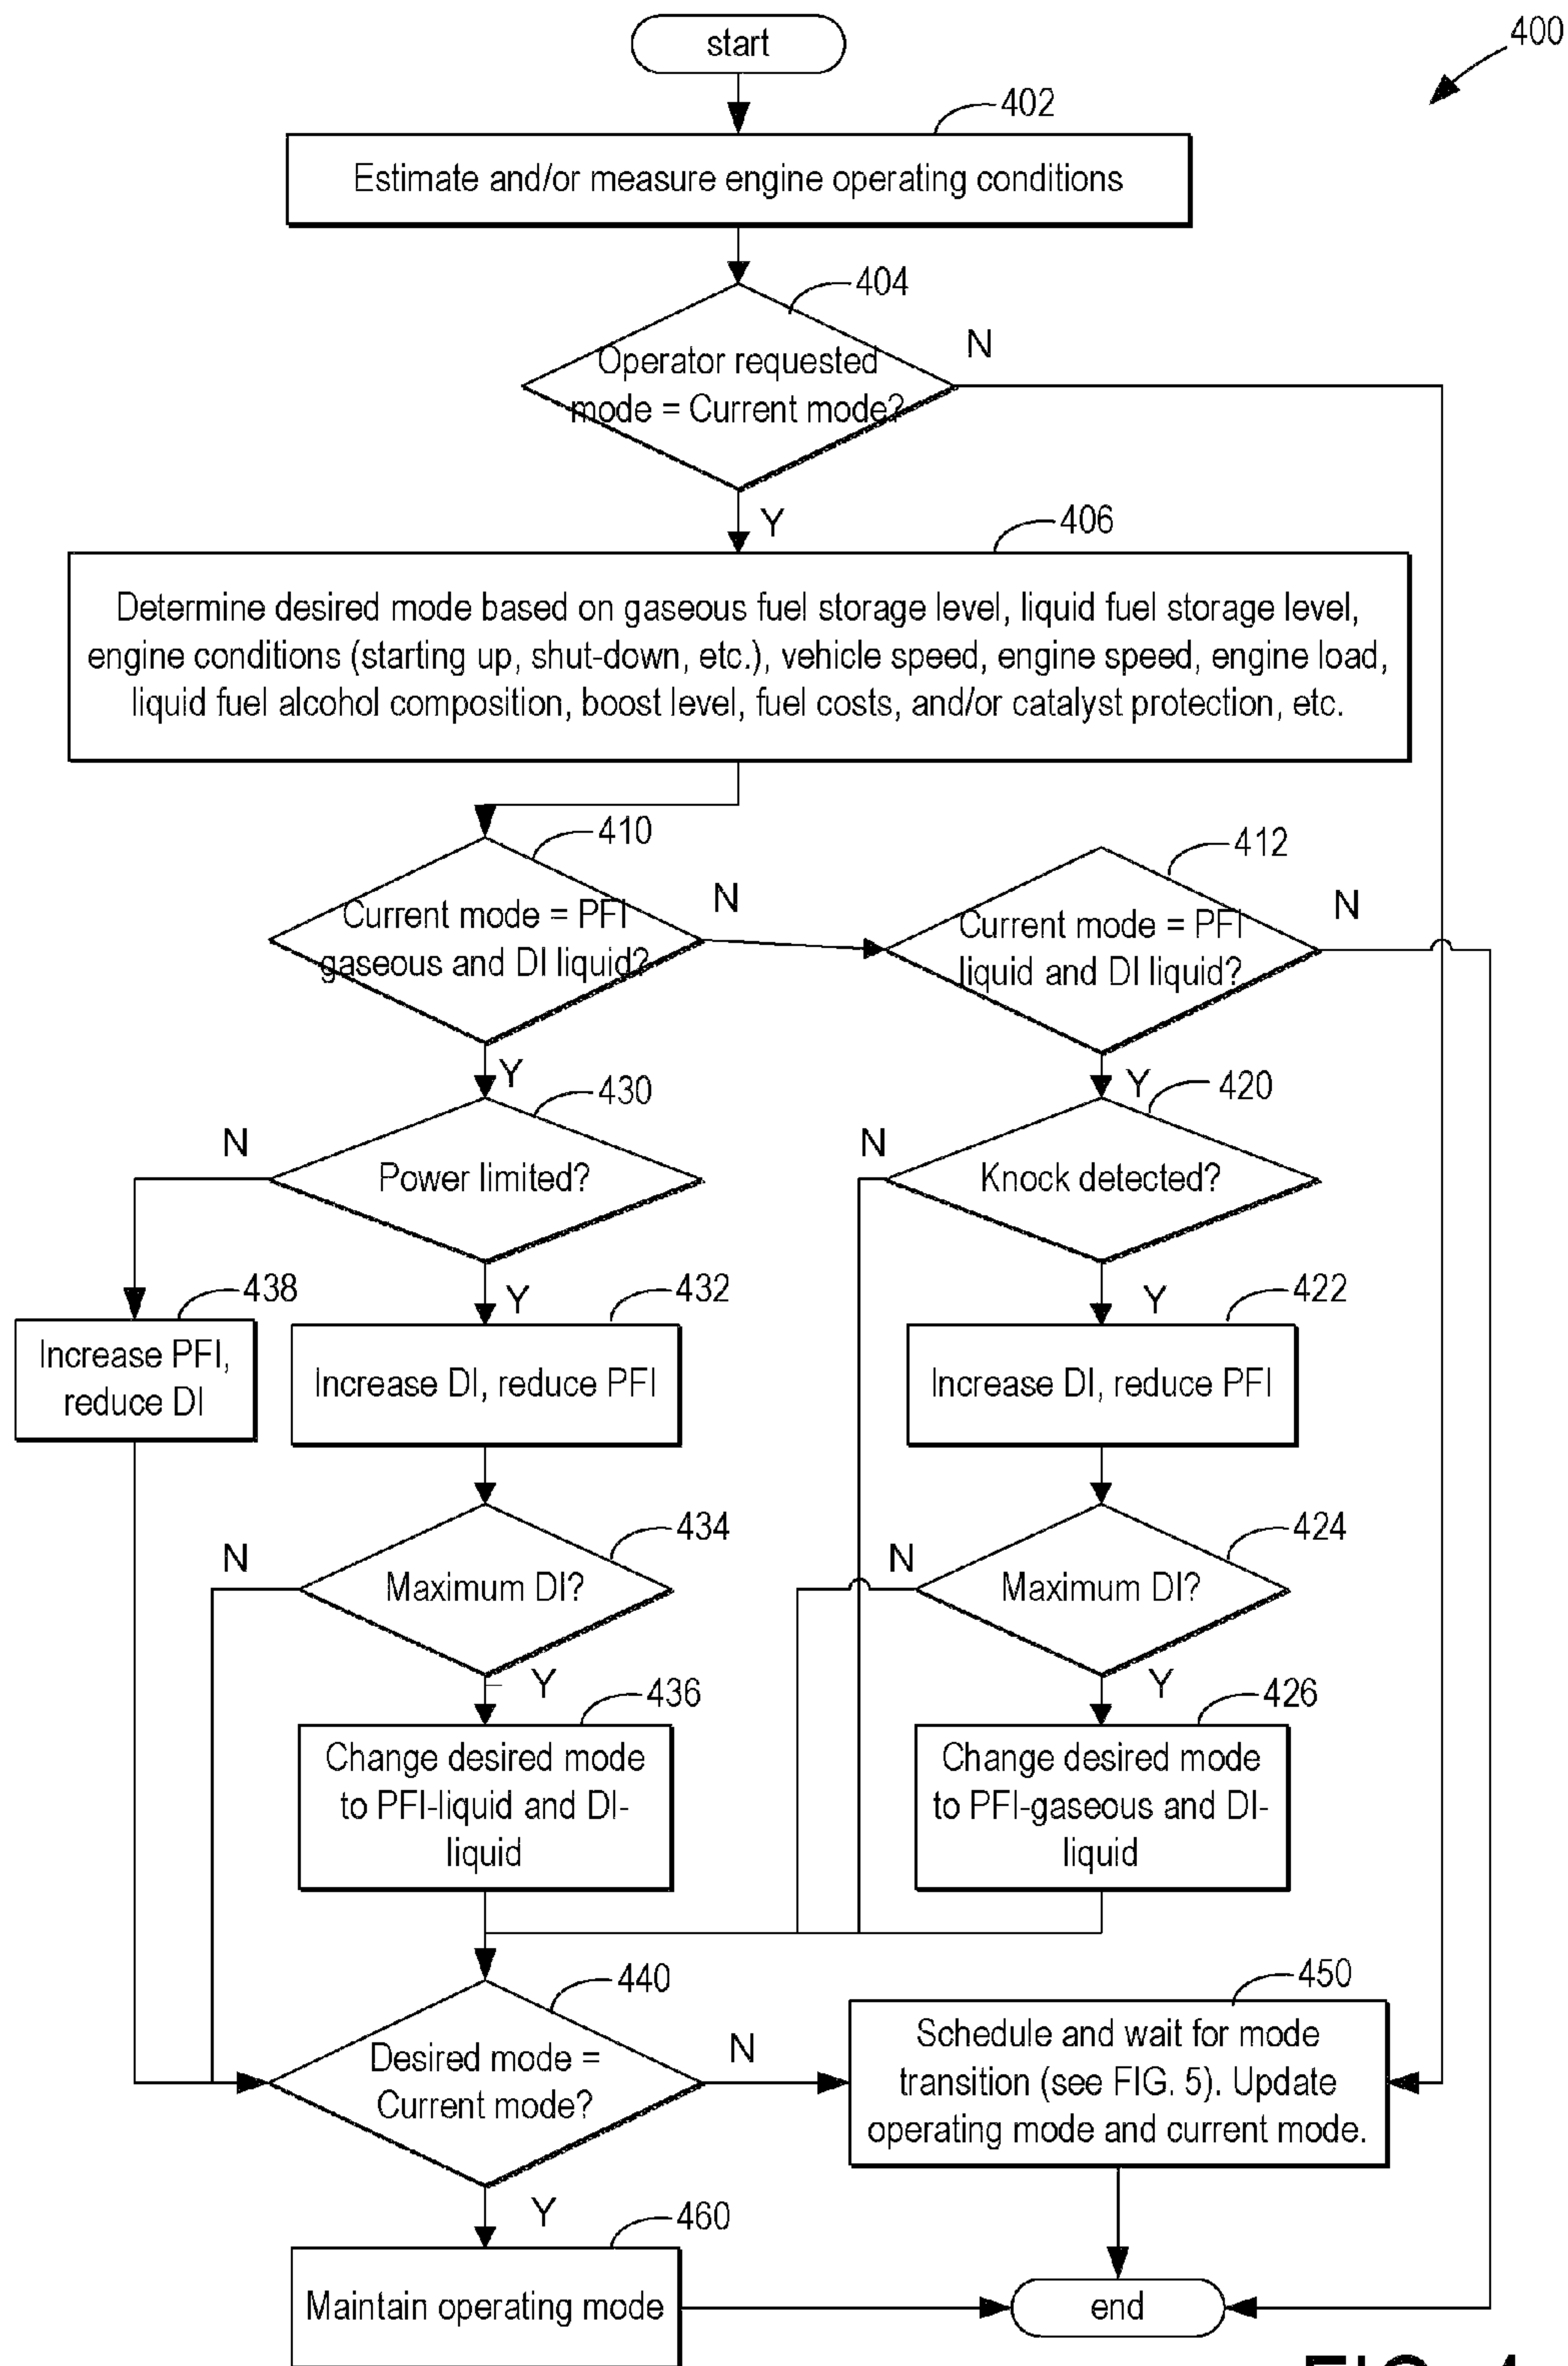 start
400
402
Estimate and/or measure engine operating conditions
404
Operator requested
mode = Current mode?
N
Y
406
Determine desired mode based on gaseous fuel storage level, liquid fuel storage level,
engine conditions (starting up, shut-down, etc.), vehicle speed, engine speed, engine load,
liquid fuel alcohol composition, boost level, fuel costs, and/or catalyst protection, etc.
410
Current mode = PFI
gaseous and DI liquid?
N
412
Current mode = PFI
liquid and DI liquid?
N
Y
430
Power limited?
N
Y
420
Knock detected?
N
438
Increase PFI,
reduce DI
Y
432
Increase DI, reduce PFI
Y
422
Increase DI, reduce PFI
434
Maximum DI?
N
424
Maximum DI?
N
Y
436
Change desired mode
to PFI-liquid and DI-
liquid
Y
426
Change desired mode
to PFI-gaseous and DI-
liquid
440
Desired mode =
Current mode?
N
450
Schedule and wait for mode
transition (see FIG. 5). Update
operating mode and current mode.
Y
460
Maintain operating mode
end